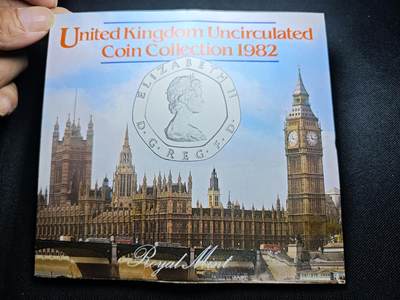 United Kingdom Uncirculated
Coin Collection 1982
ELIZABETH II
D·G·REG·F·D·
Royal Mint